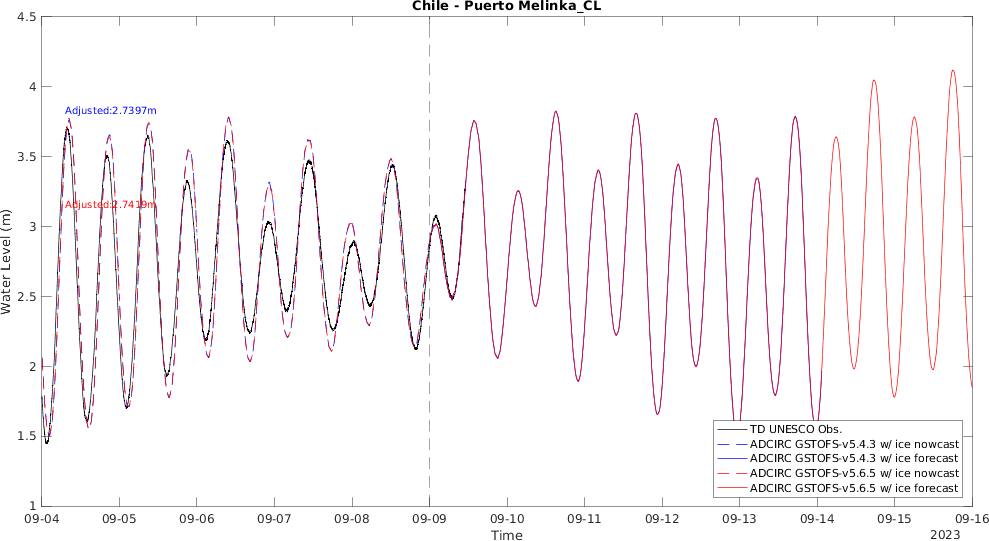 Chile - Puerto Melinka_CL
4.5
4
3.5
3
2.5
2
1.5
1
Water Level (m)
Adjusted:2.7397m
Adjusted:2.7419m
TD UNESCO Obs.
ADCIRC GSTOFS-v5.4.3 w/ ice nowcast
ADCIRC GSTOFS-v5.4.3 w/ ice forecast
ADCIRC GSTOFS-v5.6.5 w/ ice nowcast
ADCIRC GSTOFS-v5.6.5 w/ ice forecast
09-04 09-05 09-06 09-07 09-08 09-09 09-10 09-11 09-12 09-13 09-14 09-15 09-16
Time
2023